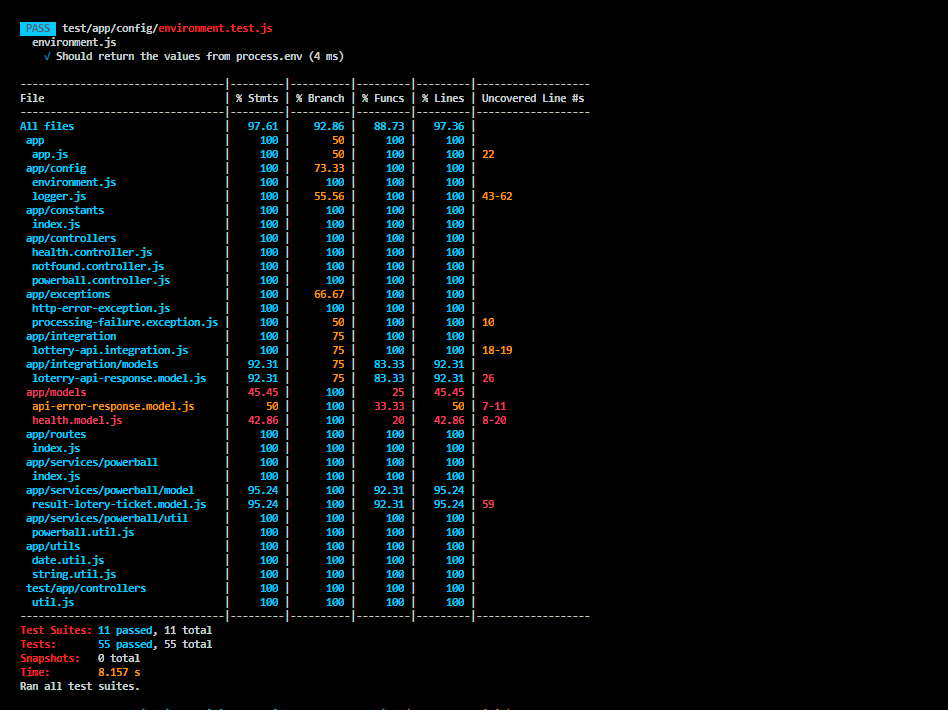 PASS test/app/config/environment.test.js
environment.js
√ Should return the values from process.env (4 ms)
----------------------------------|---------|----------|---------|---------|-------------------
File | % Stmts | % Branch | % Funcs | % Lines | Uncovered Line #s
----------------------------------|---------|----------|---------|---------|-------------------
All files | 97.61 | 92.86 | 88.73 | 97.36 |
app | 100 | 50 | 100 | 100 |
app.js | 100 | 50 | 100 | 100 | 22
app/config | 100 | 73.33 | 100 | 100 |
environment.js | 100 | 100 | 100 | 100 |
logger.js | 100 | 55.56 | 100 | 100 | 43-62
app/constants | 100 | 100 | 100 | 100 |
index.js | 100 | 100 | 100 | 100 |
app/controllers | 100 | 100 | 100 | 100 |
health.controller.js | 100 | 100 | 100 | 100 |
notfound.controller.js | 100 | 100 | 100 | 100 |
powerball.controller.js | 100 | 100 | 100 | 100 |
app/exceptions | 100 | 66.67 | 100 | 100 |
http-error-exception.js | 100 | 100 | 100 | 100 |
processing-failure.exception.js | 100 | 50 | 100 | 100 | 10
app/integration | 100 | 75 | 100 | 100 |
lottery-api.integration.js | 100 | 75 | 100 | 100 | 18-19
app/integration/models | 92.31 | 75 | 83.33 | 92.31 |
loterry-api-response.model.js | 92.31 | 75 | 83.33 | 92.31 | 26
app/models | 45.45 | 100 | 25 | 45.45 |
api-error-response.model.js | 50 | 100 | 33.33 | 50 | 7-11
health.model.js | 42.86 | 100 | 20 | 42.86 | 8-20
app/routes | 100 | 100 | 100 | 100 |
index.js | 100 | 100 | 100 | 100 |
app/services/powerball | 100 | 100 | 100 | 100 |
index.js | 100 | 100 | 100 | 100 |
app/services/powerball/model | 95.24 | 100 | 92.31 | 95.24 |
result-lotery-ticket.model.js | 95.24 | 100 | 92.31 | 95.24 | 59
app/services/powerball/util | 100 | 100 | 100 | 100 |
powerball.util.js | 100 | 100 | 100 | 100 |
app/utils | 100 | 100 | 100 | 100 |
date.util.js | 100 | 100 | 100 | 100 |
string.util.js | 100 | 100 | 100 | 100 |
test/app/controllers | 100 | 100 | 100 | 100 |
util.js | 100 | 100 | 100 | 100 |
----------------------------------|---------|----------|---------|---------|-------------------
Test Suites: 11 passed, 11 total
Tests: 55 passed, 55 total
Snapshots: 0 total
Time: 8.157 s
Ran all test suites.